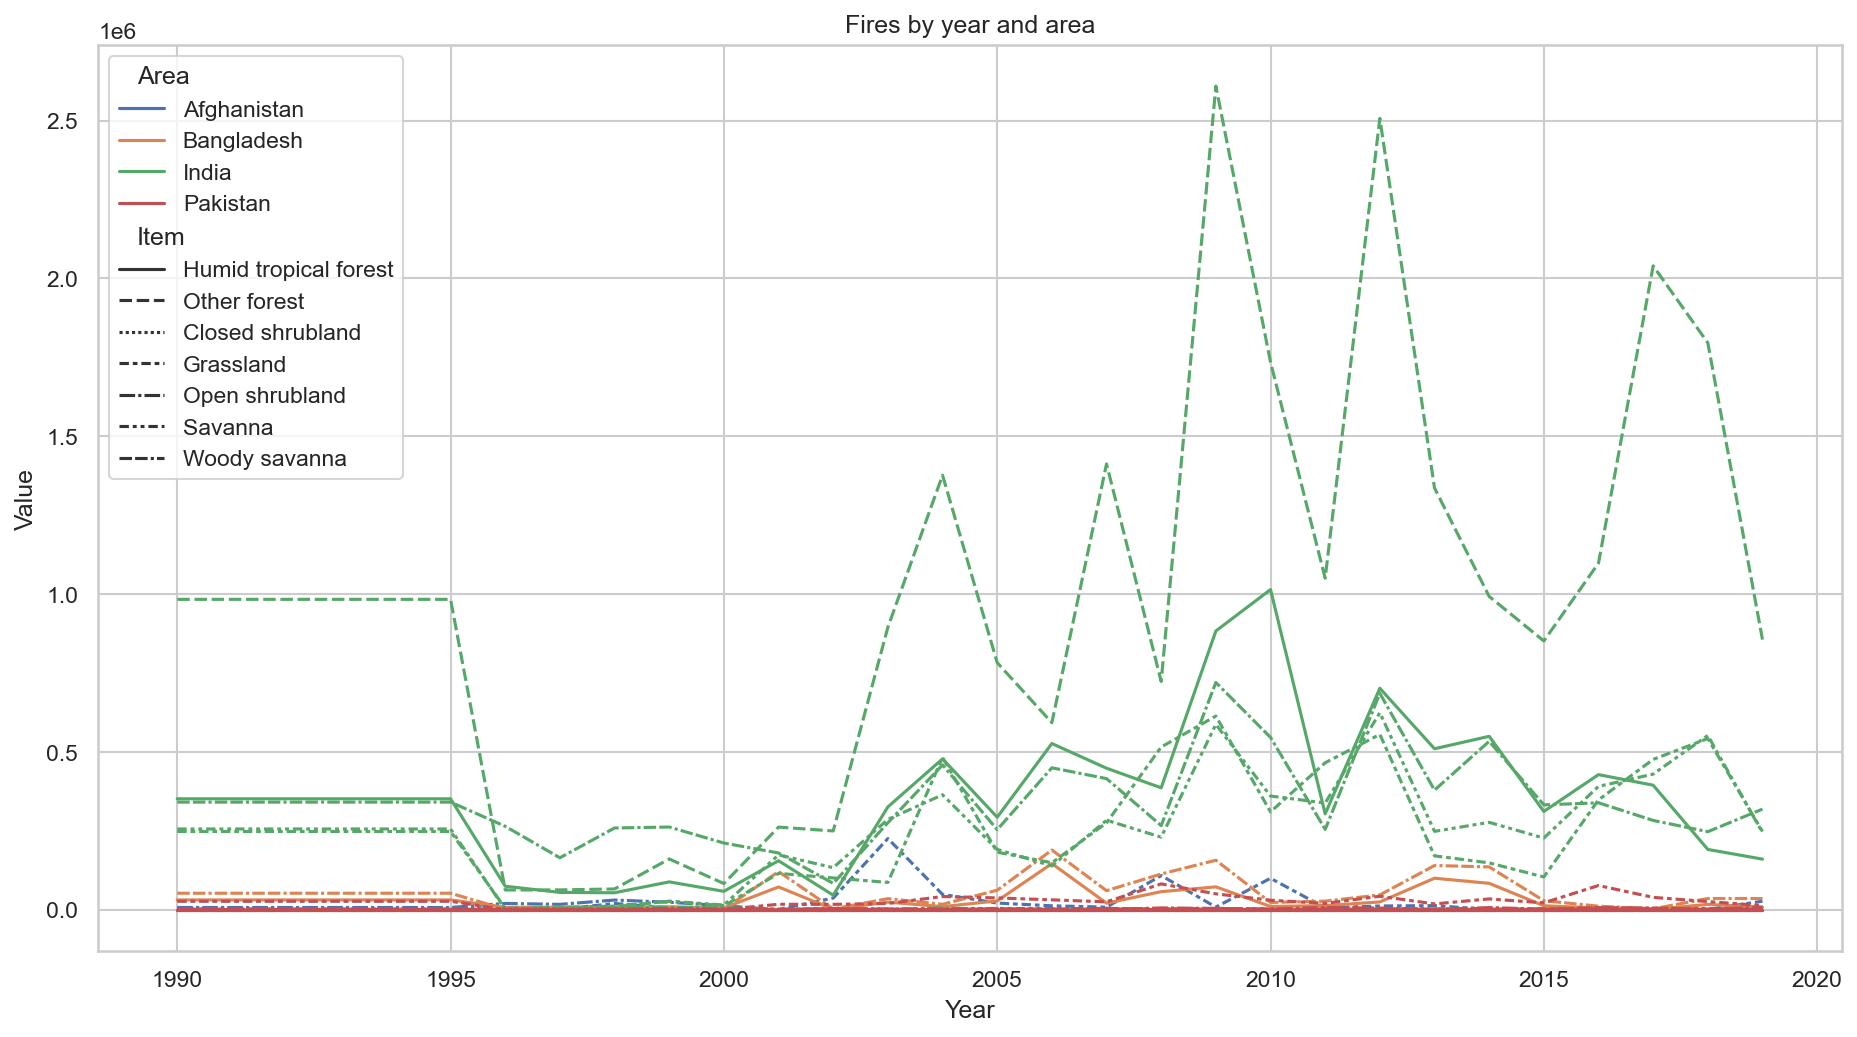 Fires by year and area
1e6
Area
Afghanistan
Bangladesh
India
Pakistan
Item
Humid tropical forest
Other forest
Closed shrubland
Grassland
Open shrubland
Savanna
Woody savanna
2.5
2.0
1.5
1.0
0.5
0.0
Value
1990 1995 2000 2005 2010 2015 2020
Year